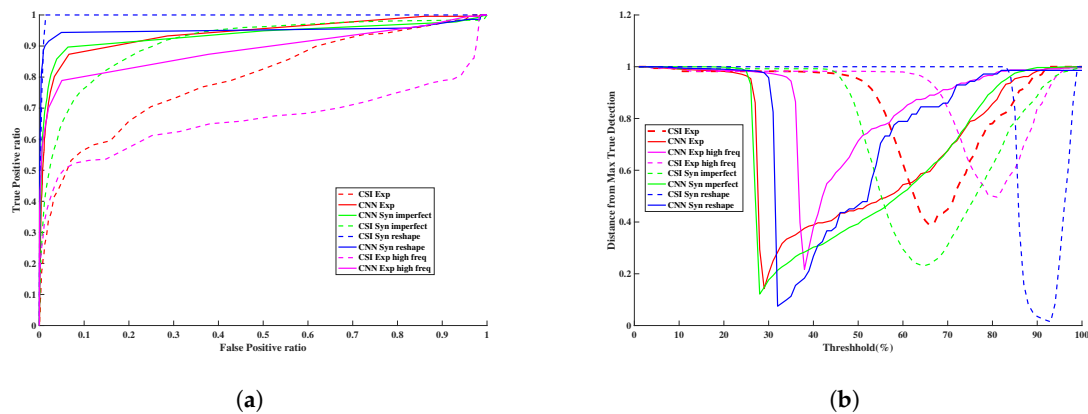 1
0.9
0.8
0.7
0.6
0.5
0.4
0.3
0.2
0.1
0
True Positive ratio
0 0.1 0.2 0.3 0.4 0.5 0.6 0.7 0.8 0.9 1
False Positive ratio
CSI Exp
CNN Exp
CNN Syn imperfect
CSI Syn imperfect
CSI Syn reshape
CNN Syn reshape
CSI Exp high freq
CNN Exp high freq
(a)
1.2
1
0.8
0.6
0.4
0.2
0
Distance from Max True Detection
0 10 20 30 40 50 60 70 80 90 100
Threshhold(%)
CSI Exp
CNN Exp
CNN Exp high freq
CSI Exp high freq
CSI Syn imperfect
CNN Syn mperfect
CSI Syn reshape
CNN Syn reshape
(b)